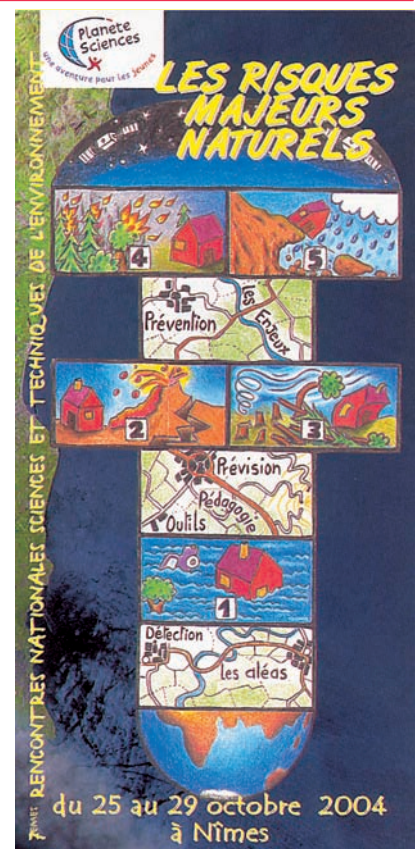 Planète
Sciences
une aventure pour les jeunes
LES RISQUES
MAJEURS
NATURELS
7ÈMES RENCONTRES NATIONALES SCIENCES ET TECHNIQUES DE L'ENVIRONNEMENT
4
5
Prévention
les Enjeux
2
3
Prévision
Pédagogie
Outils
1
Détection
Les aléas
du 25 au 29 octobre 2004
à Nîmes